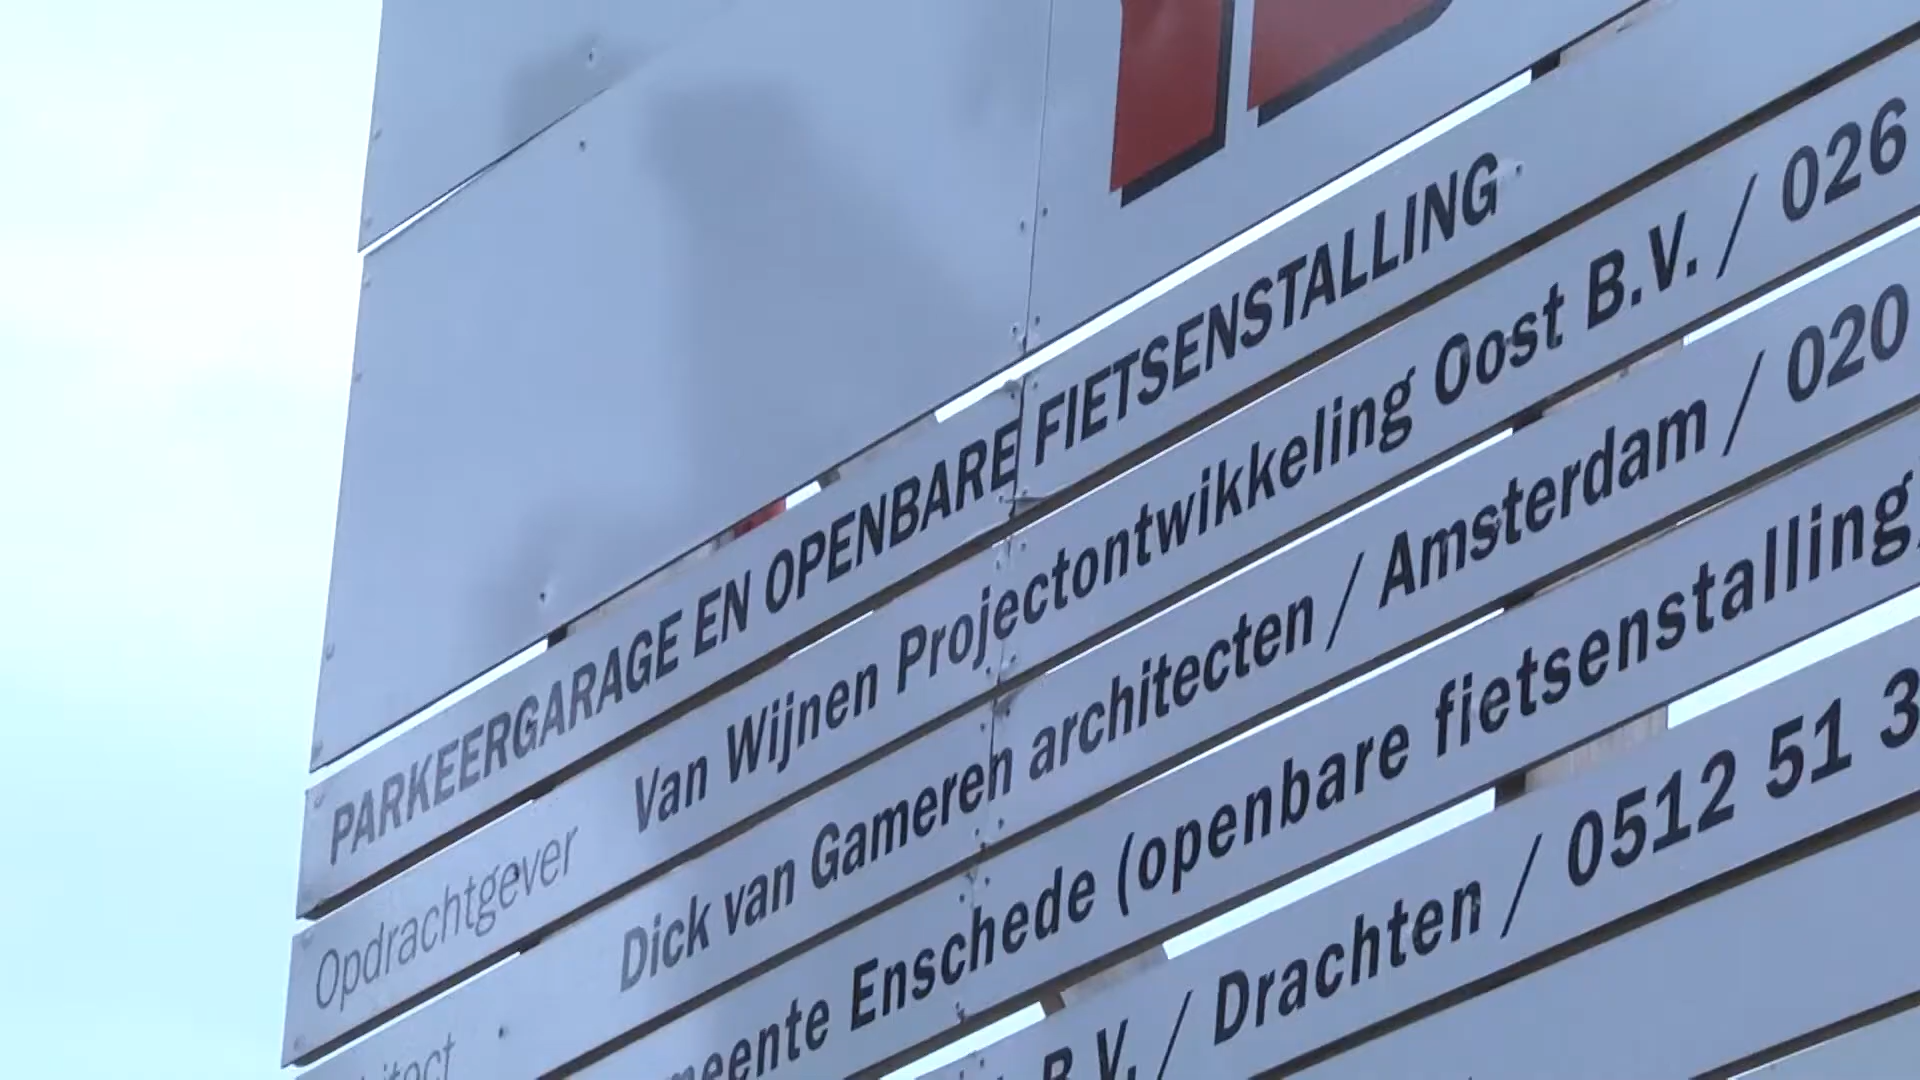 PARKEERGARAGE EN OPENBARE FIETSENSTALLING
Opdrachtgever Van Wijnen Projectontwikkeling Oost B.V. / 026
Dick van Gameren architecten / Amsterdam / 020
Enschede (openbare fietsenstalling)
B.V. / Drachten / 0512 51 3